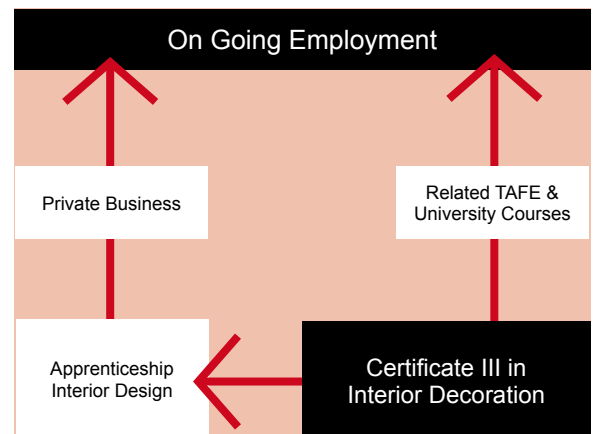 On Going Employment
Private Business
Related TAFE &
University Courses
Apprenticeship
Interior Design
Certificate III in
Interior Decoration